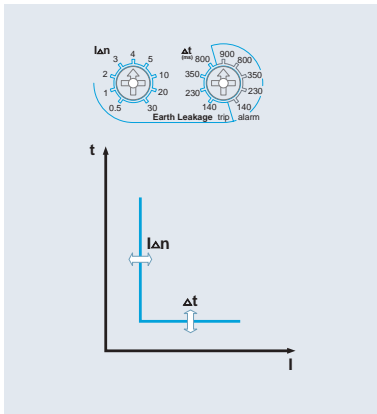 IΔn Δt
(ms)
3 4 5 800 900 800
2 10 350 350
1 20 230 230
0.5 30 140 140
Earth Leakage trip alarm
t
IΔn
Δt
I